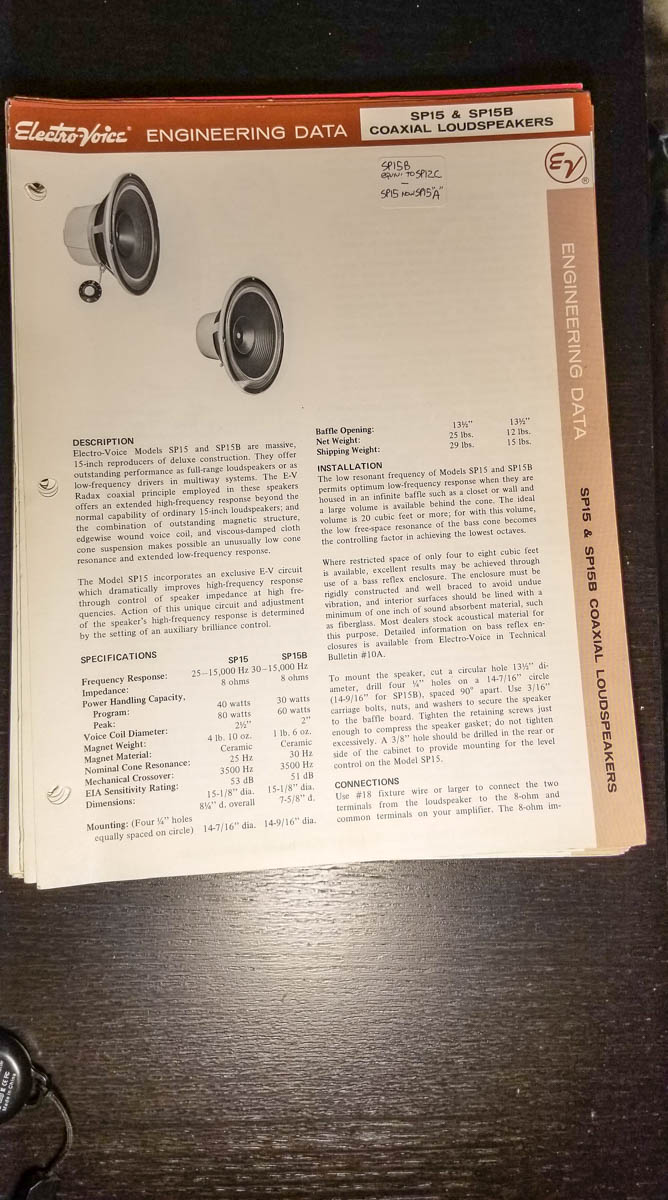 Electro-Voice® ENGINEERING DATA
SP15 & SP15B
COAXIAL LOUDSPEAKERS
EV®
SP15B
EQUIV. TO SP12C
—
SP15 NOW SP15"A"
ENGINEERING DATA
SP15 & SP15B COAXIAL LOUDSPEAKERS
DESCRIPTION
Electro-Voice Models SP15 and SP15B are massive,
15-inch reproducers of deluxe construction. They offer
outstanding performance as full-range loudspeakers or as
low-frequency drivers in multiway systems. The E-V
Radax coaxial principle employed in these speakers
offers an extended high-frequency response beyond the
normal capability of ordinary 15-inch loudspeakers; and
the combination of outstanding magnetic structure,
edgewise wound voice coil, and viscous-damped cloth
cone suspension makes possible an unusually low cone
resonance and extended low-frequency response.
The Model SP15 incorporates an exclusive E-V circuit
which dramatically improves high-frequency response
through control of speaker impedance at high fre-
quencies. Action of this unique circuit and adjustment
of the speaker's high-frequency response is determined
by the setting of an auxiliary brilliance control.
SPECIFICATIONS
SP15 SP15B
Frequency Response: 25—15,000 Hz 30—15,000 Hz
Impedance: 8 ohms 8 ohms
Power Handling Capacity,
Program: 40 watts 30 watts
Peak: 80 watts 60 watts
Voice Coil Diameter: 2½" 2"
Magnet Weight: 4 lb. 10 oz. 1 lb. 6 oz.
Magnet Material: Ceramic Ceramic
Nominal Cone Resonance: 25 Hz 30 Hz
Mechanical Crossover: 3500 Hz 3500 Hz
EIA Sensitivity Rating: 53 dB 51 dB
Dimensions: 15-1/8" dia. 15-1/8" dia.
8¼" d. overall 7-5/8" d.
Mounting: (Four ¼" holes
equally spaced on circle) 14-7/16" dia. 14-9/16" dia.
Baffle Opening: 13½" 13½"
Net Weight: 25 lbs. 12 lbs.
Shipping Weight: 29 lbs. 15 lbs.
INSTALLATION
The low resonant frequency of Models SP15 and SP15B
permits optimum low-frequency response when they are
housed in an infinite baffle such as a closet or wall and
a large volume is available behind the cone. The ideal
volume is 20 cubic feet or more; for with this volume,
the low free-space resonance of the bass cone becomes
the controlling factor in achieving the lowest octaves.
Where restricted space of only four to eight cubic feet
is available, excellent results may be achieved through
use of a bass reflex enclosure. The enclosure must be
rigidly constructed and well braced to avoid undue
vibration, and interior surfaces should be lined with a
minimum of one inch of sound absorbent material, such
as fiberglass. Most dealers stock acoustical material for
this purpose. Detailed information on bass reflex en-
closures is available from Electro-Voice in Technical
Bulletin #10A.
To mount the speaker, cut a circular hole 13½" di-
ameter, drill four ¼" holes on a 14-7/16" circle
(14-9/16" for SP15B), spaced 90° apart. Use 3/16"
carriage bolts, nuts, and washers to secure the speaker
to the baffle board. Tighten the retaining screws just
enough to compress the speaker gasket; do not tighten
excessively. A 3/8" hole should be drilled in the rear or
side of the cabinet to provide mounting for the level
control on the Model SP15.
CONNECTIONS
Use #18 fixture wire or larger to connect the two
terminals from the loudspeaker to the 8-ohm and
common terminals on your amplifier. The 8-ohm im-
Made in China